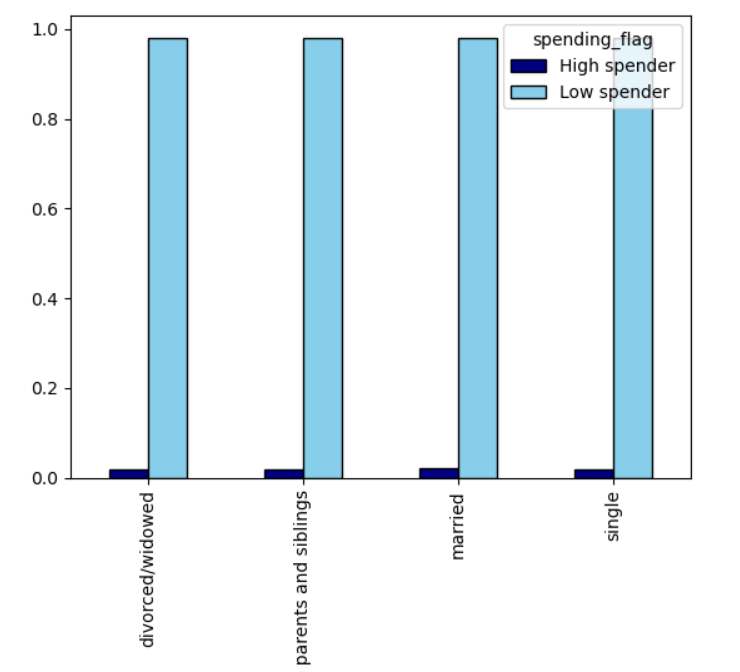 1.0
0.8
0.6
0.4
0.2
0.0
spending_flag
High spender
Low spender
divorced/widowed
parents and siblings
married
single